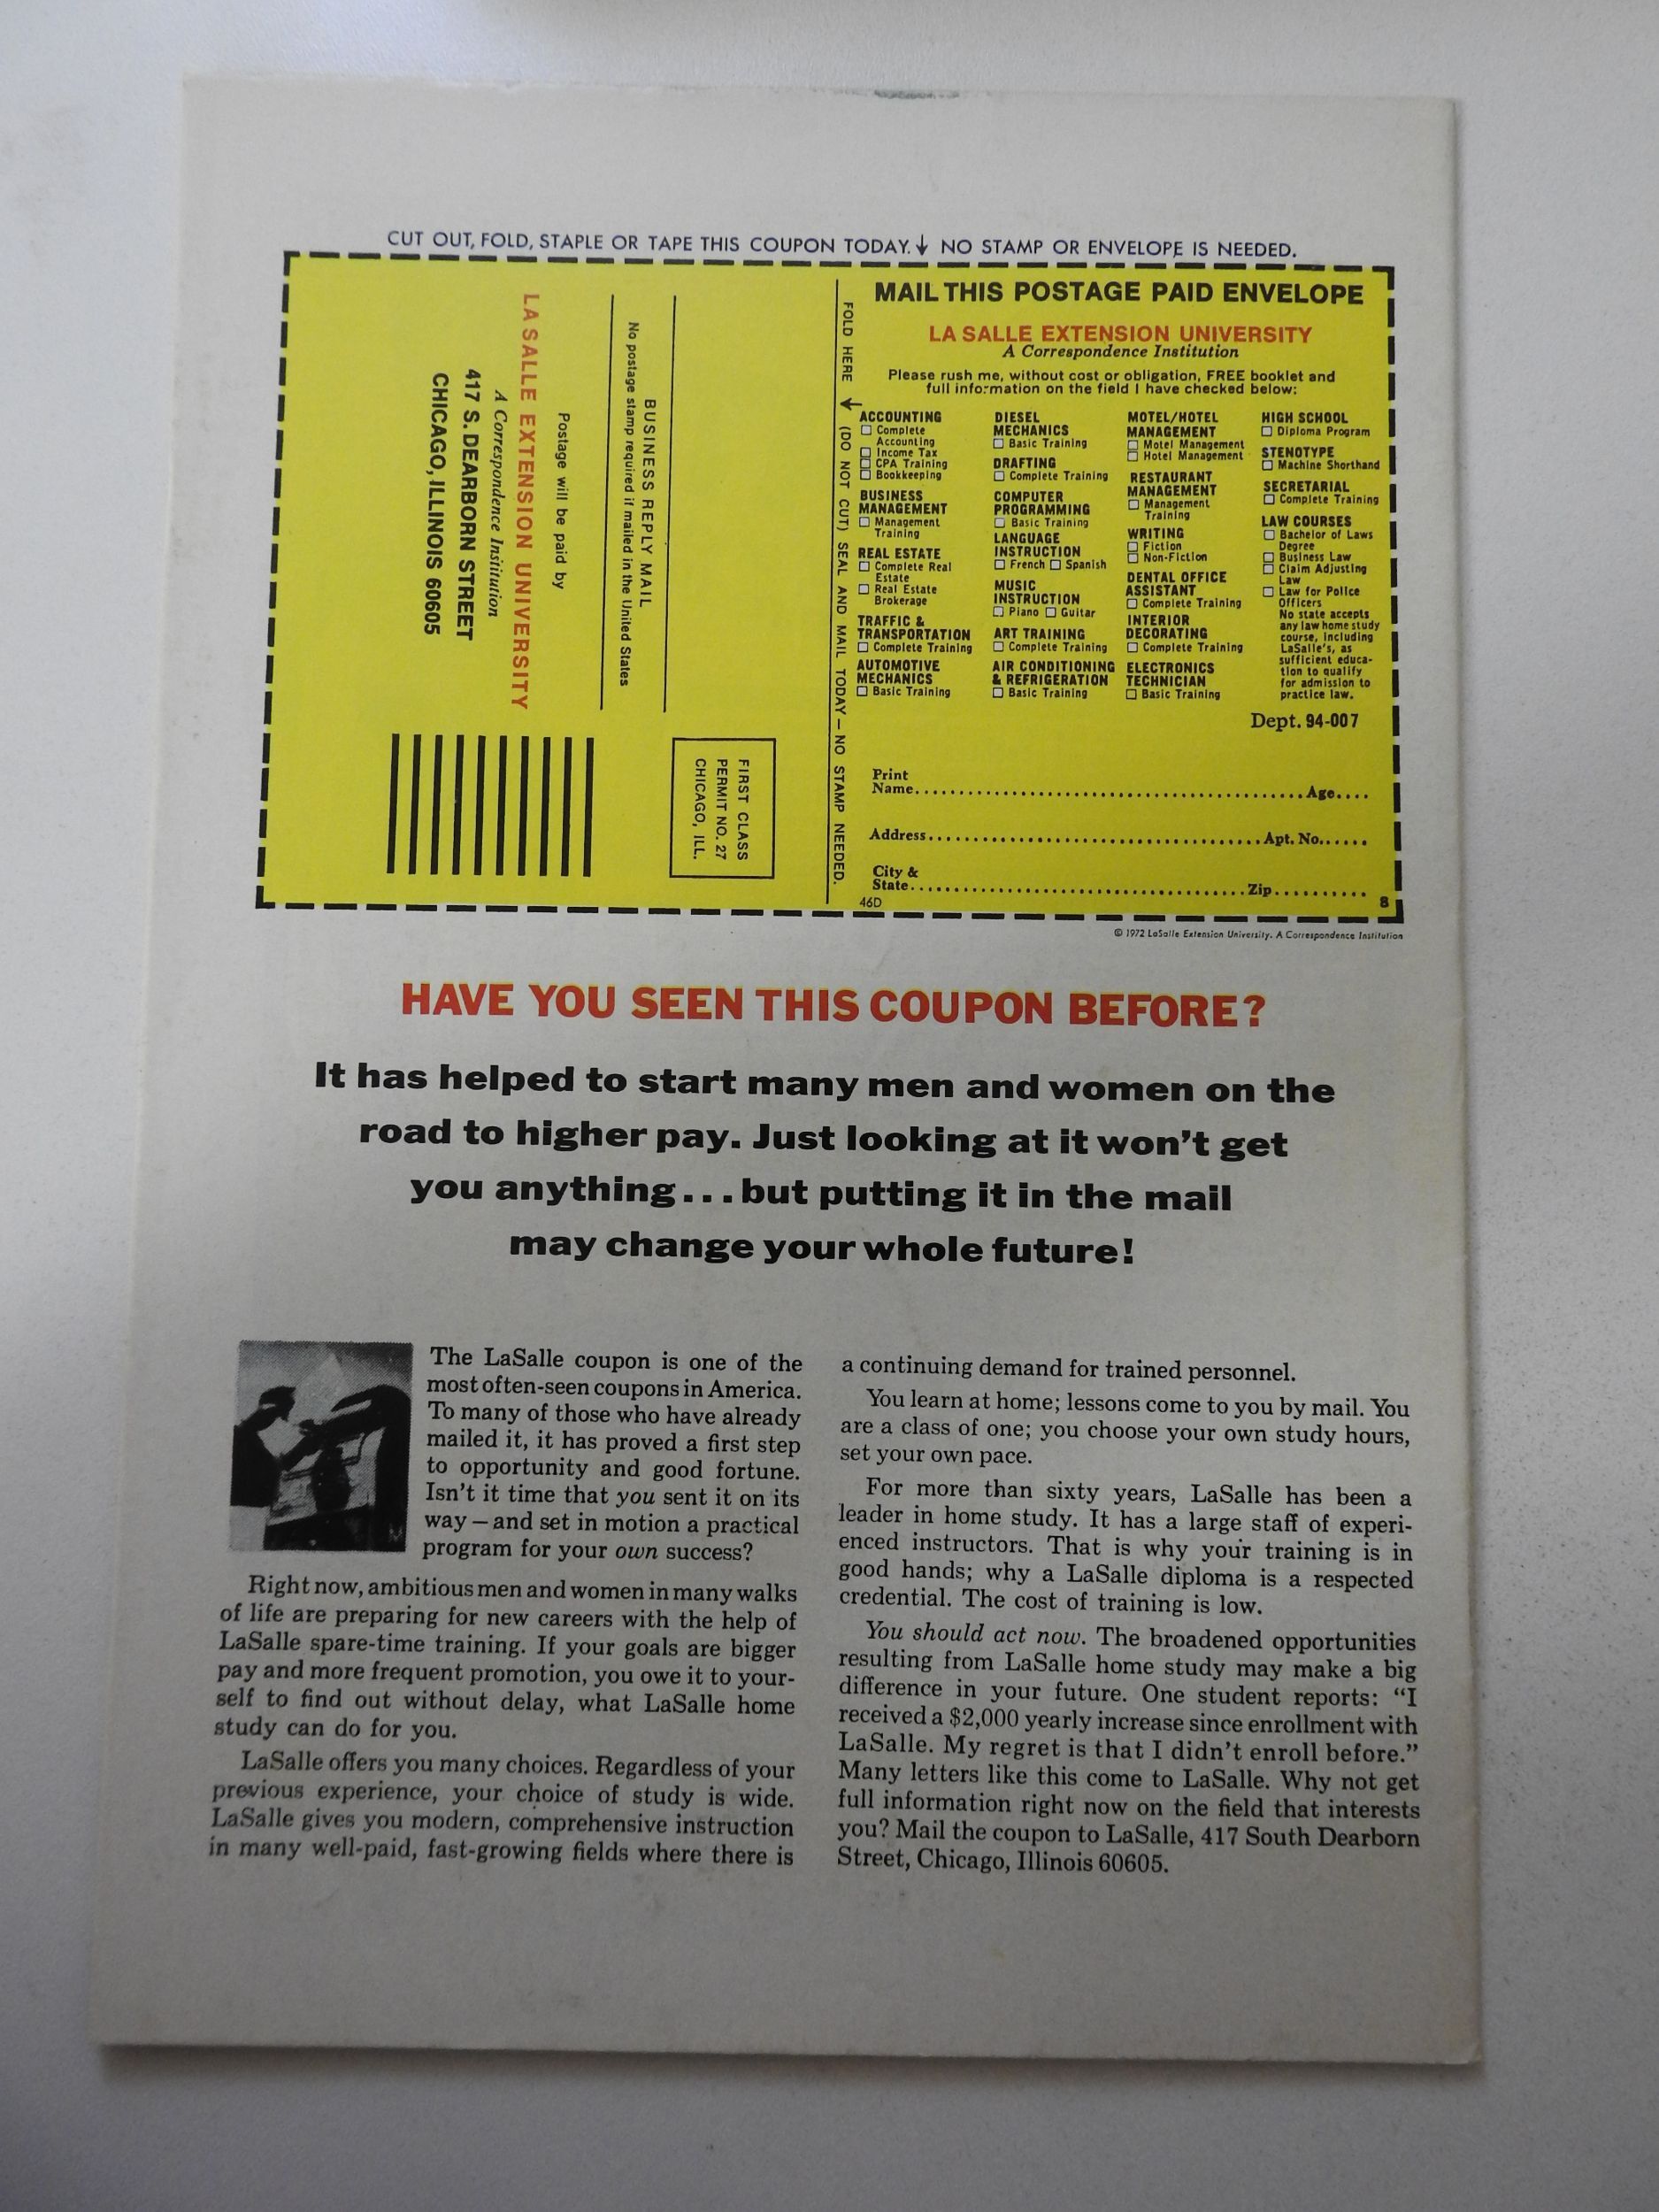 CUT OUT, FOLD, STAPLE OR TAPE THIS COUPON TODAY. ↓ NO STAMP OR ENVELOPE IS NEEDED.
LA SALLE EXTENSION UNIVERSITY
A Correspondence Institution
417 S. DEARBORN STREET
CHICAGO, ILLINOIS 60605
Postage will be paid by
BUSINESS REPLY MAIL
No postage stamp required if mailed in the United States
FIRST CLASS
PERMIT NO. 27
CHICAGO, ILL.
FOLD HERE (DO NOT CUT) SEAL AND MAIL TODAY — NO STAMP NEEDED.
MAIL THIS POSTAGE PAID ENVELOPE
LA SALLE EXTENSION UNIVERSITY
A Correspondence Institution
Please rush me, without cost or obligation, FREE booklet and
full information on the field I have checked below:
ACCOUNTING
☐ Complete
Accounting
☐ Income Tax
☐ CPA Training
☐ Bookkeeping
BUSINESS
MANAGEMENT
☐ Management
Training
REAL ESTATE
☐ Complete Real
Estate
☐ Real Estate
Brokerage
TRAFFIC &
TRANSPORTATION
☐ Complete Training
AUTOMOTIVE
MECHANICS
☐ Basic Training
DIESEL
MECHANICS
☐ Basic Training
DRAFTING
☐ Complete Training
COMPUTER
PROGRAMMING
☐ Basic Training
LANGUAGE
INSTRUCTION
☐ French ☐ Spanish
MUSIC
INSTRUCTION
☐ Piano ☐ Guitar
ART TRAINING
☐ Complete Training
AIR CONDITIONING
& REFRIGERATION
☐ Basic Training
MOTEL/HOTEL
MANAGEMENT
☐ Motel Management
☐ Hotel Management
RESTAURANT
MANAGEMENT
☐ Management
Training
WRITING
☐ Fiction
☐ Non-Fiction
DENTAL OFFICE
ASSISTANT
☐ Complete Training
INTERIOR
DECORATING
☐ Complete Training
ELECTRONICS
TECHNICIAN
☐ Basic Training
HIGH SCHOOL
☐ Diploma Program
STENOTYPE
☐ Machine Shorthand
SECRETARIAL
☐ Complete Training
LAW COURSES
☐ Bachelor of Laws
Degree
☐ Business Law
☐ Claim Adjusting
Law
☐ Law for Police
Officers
No state accepts
any law home study
course, including
LaSalle's, as
sufficient educa-
tion to qualify
for admission to
practice law.
Dept. 94-007
Print
Name.......... Age....
Address.......... Apt. No......
City &
State.......... Zip..........
46D 8
© 1972 LaSalle Extension University. A Correspondence Institution
HAVE YOU SEEN THIS COUPON BEFORE?
It has helped to start many men and women on the
road to higher pay. Just looking at it won't get
you anything...but putting it in the mail
may change your whole future!
The LaSalle coupon is one of the
most often-seen coupons in America.
To many of those who have already
mailed it, it has proved a first step
to opportunity and good fortune.
Isn't it time that you sent it on its
way — and set in motion a practical
program for your own success?
Right now, ambitious men and women in many walks
of life are preparing for new careers with the help of
LaSalle spare-time training. If your goals are bigger
pay and more frequent promotion, you owe it to your-
self to find out without delay, what LaSalle home
study can do for you.
LaSalle offers you many choices. Regardless of your
previous experience, your choice of study is wide.
LaSalle gives you modern, comprehensive instruction
in many well-paid, fast-growing fields where there is
a continuing demand for trained personnel.
You learn at home; lessons come to you by mail. You
are a class of one; you choose your own study hours,
set your own pace.
For more than sixty years, LaSalle has been a
leader in home study. It has a large staff of experi-
enced instructors. That is why your training is in
good hands; why a LaSalle diploma is a respected
credential. The cost of training is low.
You should act now. The broadened opportunities
resulting from LaSalle home study may make a big
difference in your future. One student reports: "I
received a $2,000 yearly increase since enrollment with
LaSalle. My regret is that I didn't enroll before."
Many letters like this come to LaSalle. Why not get
full information right now on the field that interests
you? Mail the coupon to LaSalle, 417 South Dearborn
Street, Chicago, Illinois 60605.